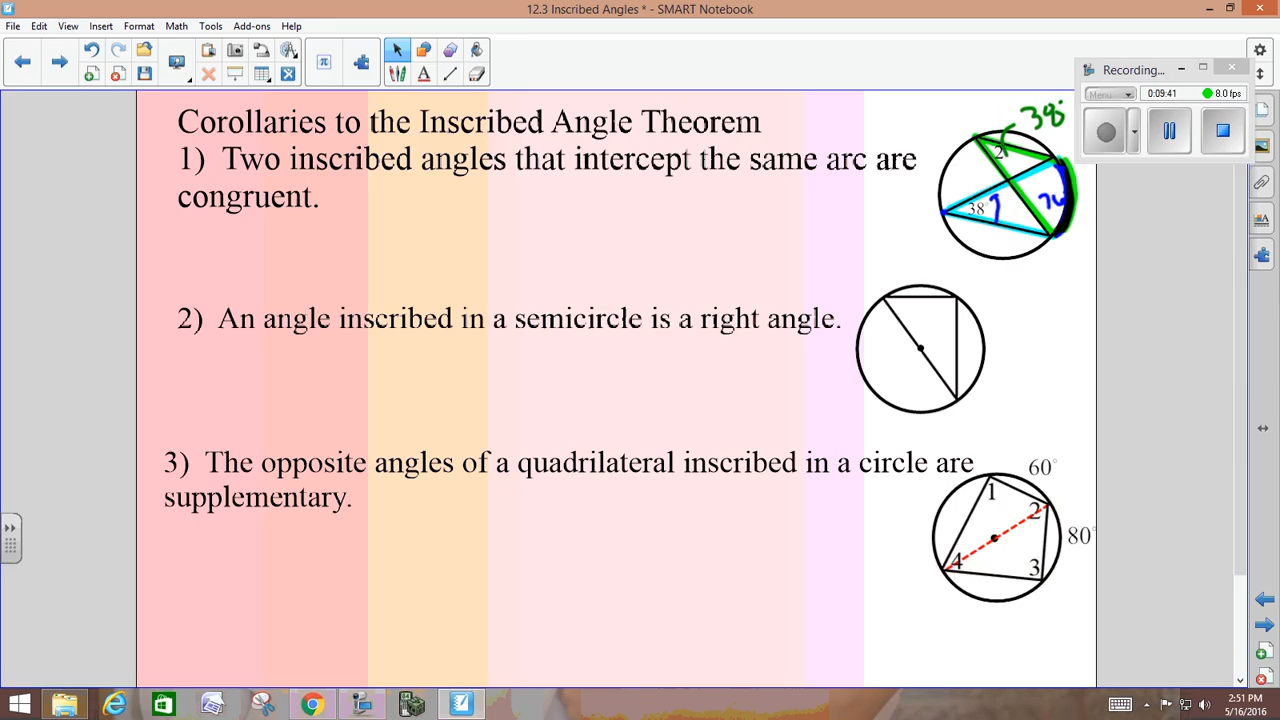 12.3 Inscribed Angles * - SMART Notebook
File Edit View Insert Format Math Tools Add-ons Help
Recording...
Menu 0:09:41 8.0 fps
Corollaries to the Inscribed Angle Theorem
1) Two inscribed angles that intercept the same arc are
congruent.
38°
2
38°
76
2) An angle inscribed in a semicircle is a right angle.
3) The opposite angles of a quadrilateral inscribed in a circle are
supplementary.
60°
1
2
80°
4
3
2:51 PM
5/16/2016